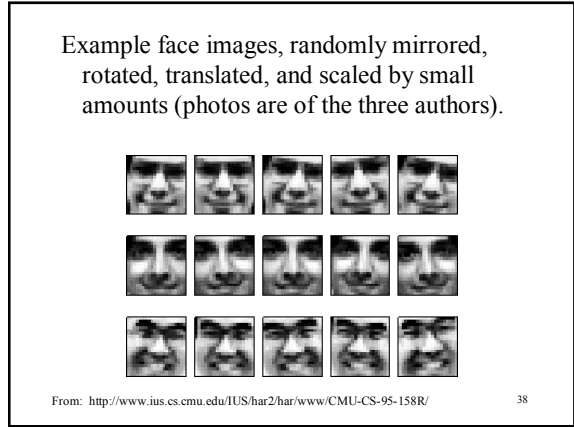 Example face images, randomly mirrored,
rotated, translated, and scaled by small
amounts (photos are of the three authors).
From: http://www.ius.cs.cmu.edu/IUS/har2/har/www/CMU-CS-95-158R/ 38